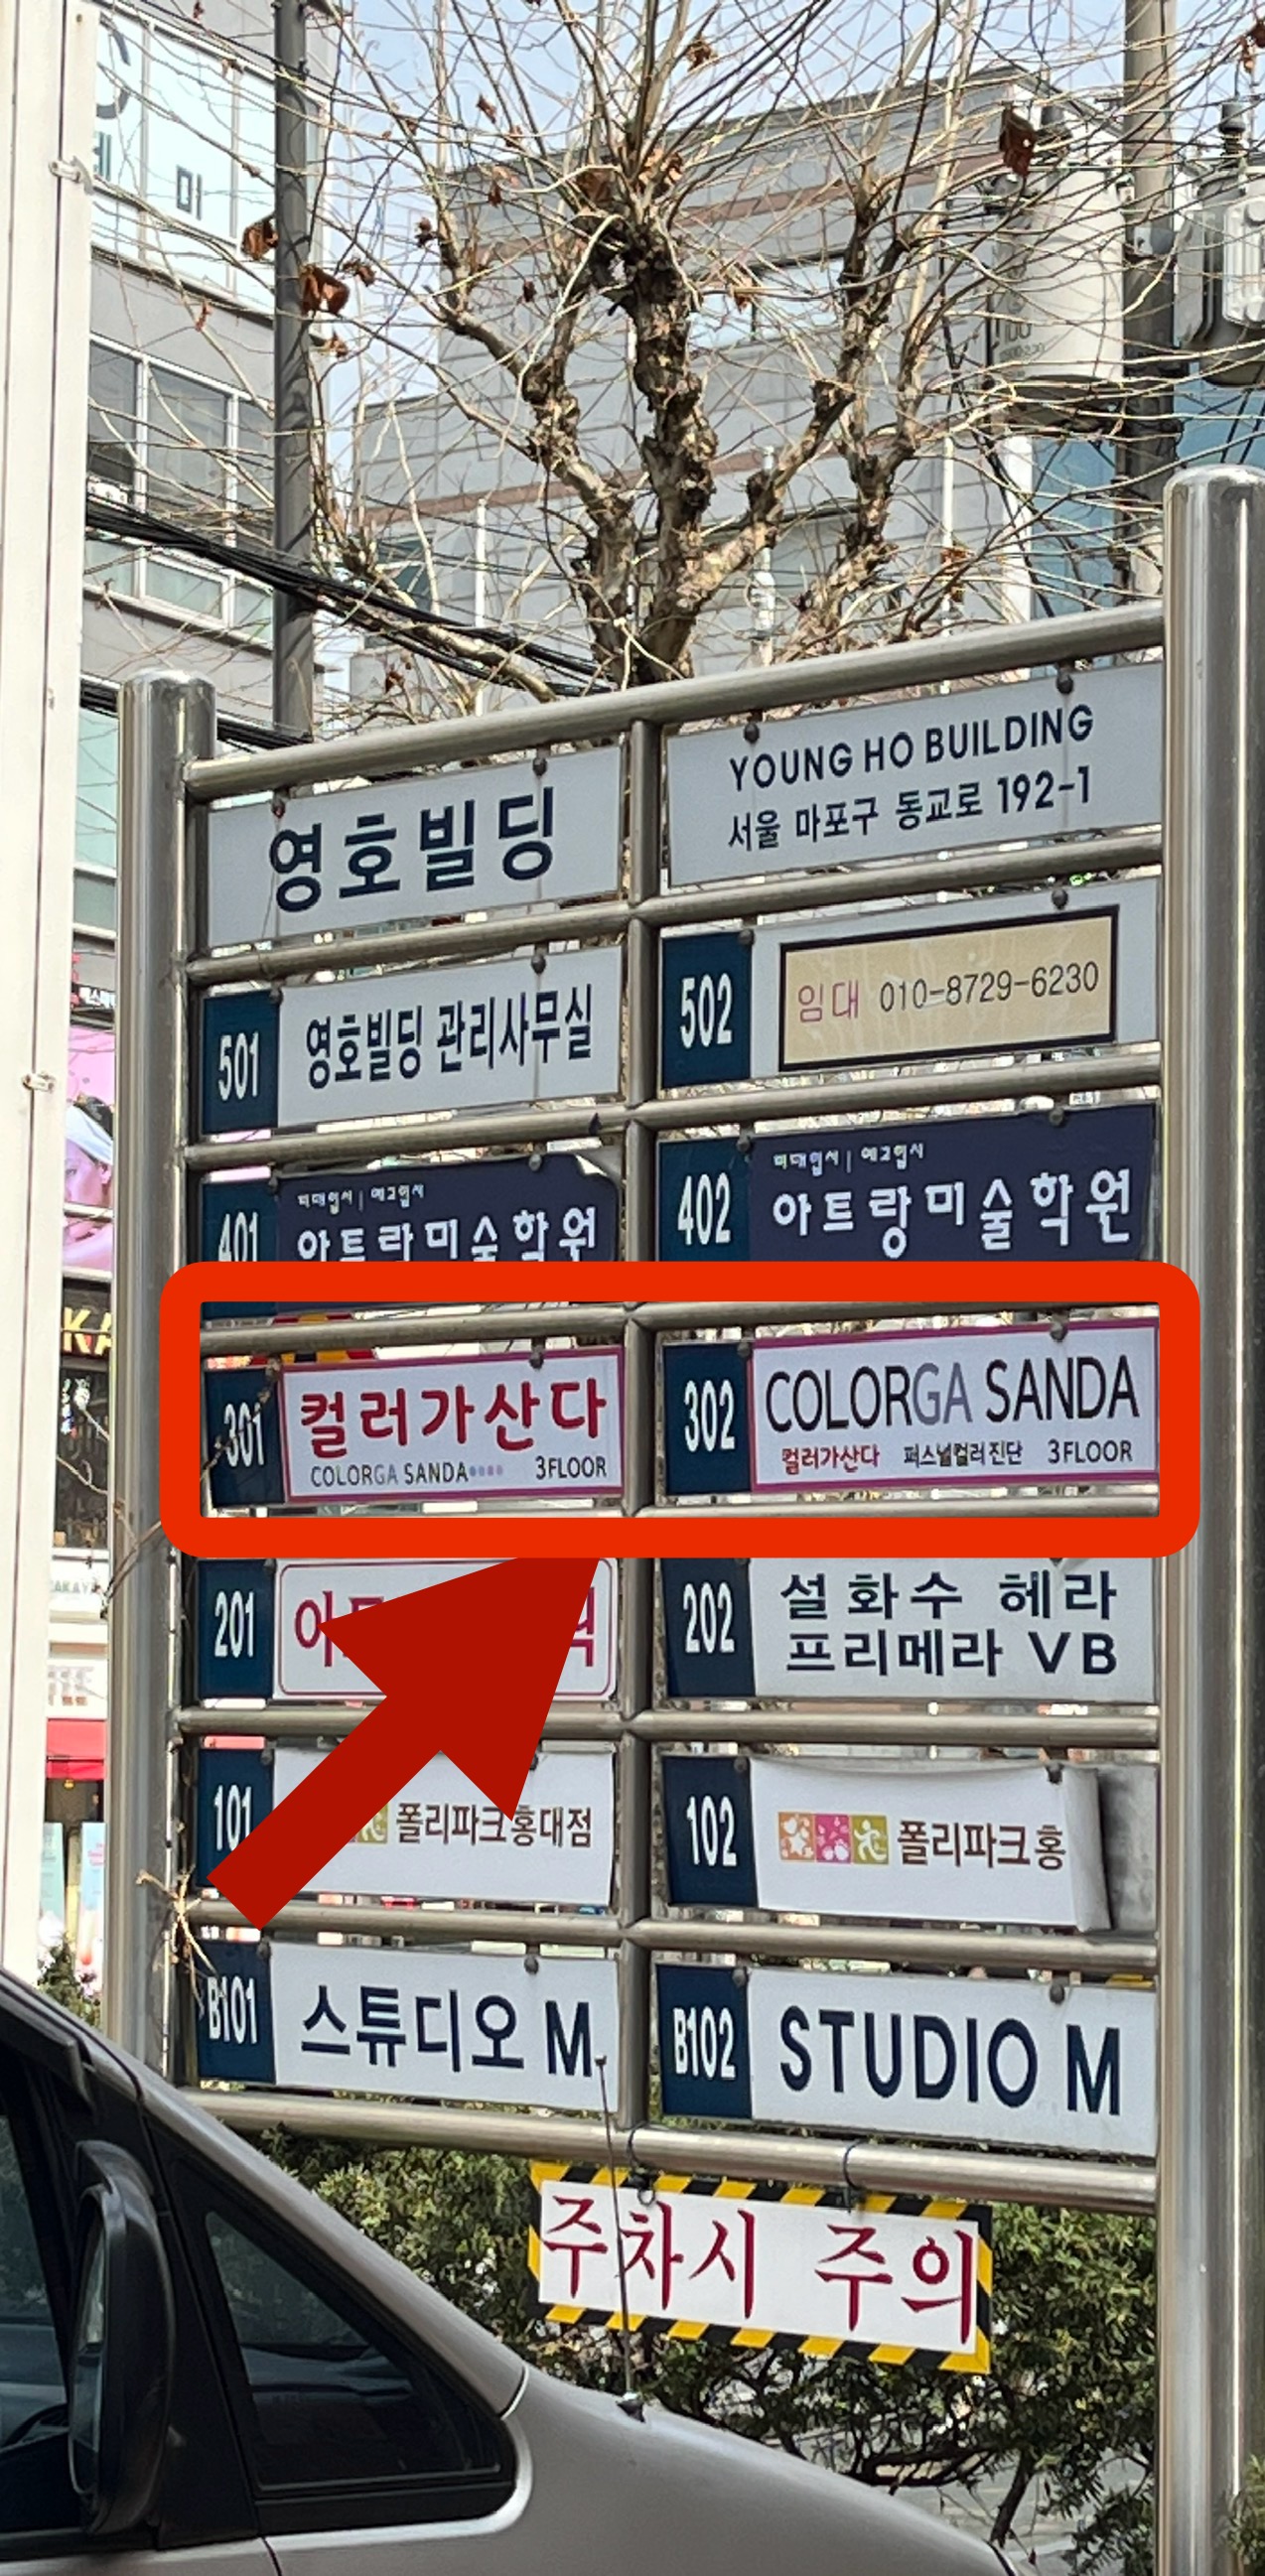 영호빌딩
YOUNG HO BUILDING
서울 마포구 동교로 192-1
501 영호빌딩 관리사무실
502 임대 010-8729-6230
401 미대입시 | 예고입시
아트랑미술학원
402 미대입시 | 예고입시
아트랑미술학원
301 컬러가산다
COLORGA SANDA 3FLOOR
302 COLORGA SANDA
컬러가산다 퍼스널컬러진단 3FLOOR
201
202 설화수 헤라
프리메라 VB
101 폴리파크홍대점
102 폴리파크홍
B101 스튜디오 M
B102 STUDIO M
주차시 주의